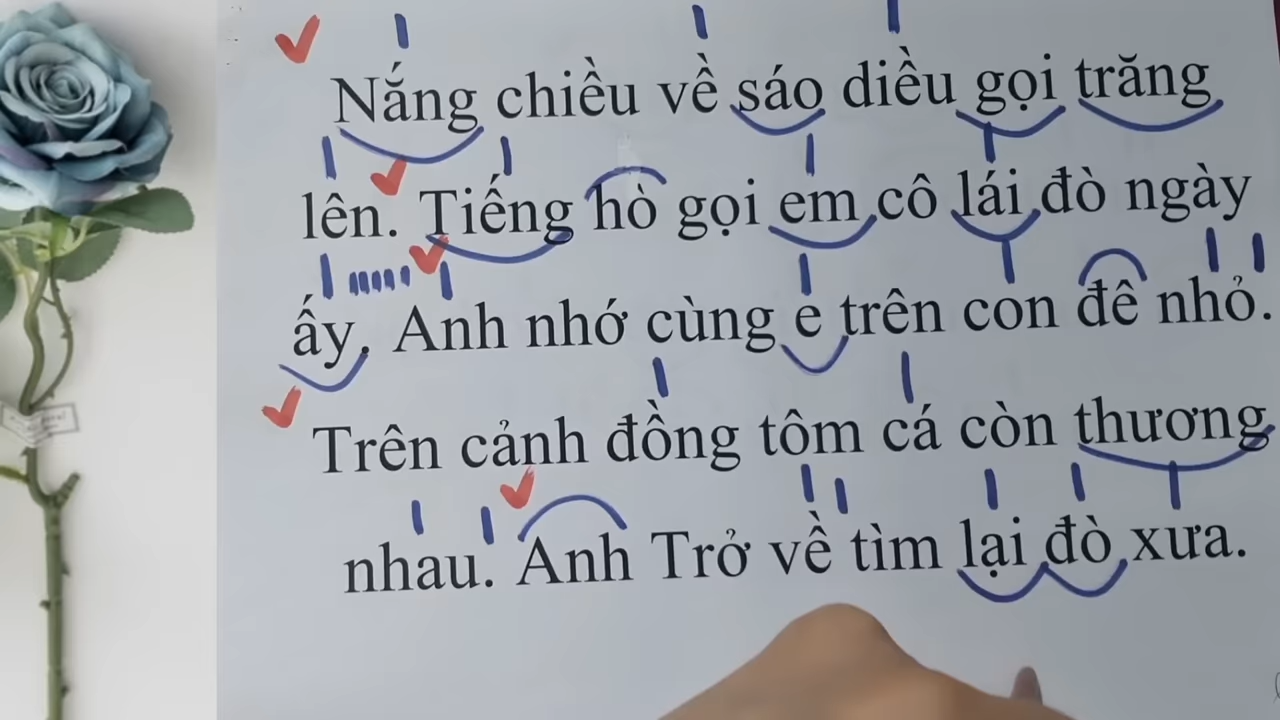 Nắng chiều về sáo diều gọi trăng
lên. Tiếng hò gọi em cô lái đò ngày
ấy. Anh nhớ cùng e trên con đê nhỏ.
Trên cảnh đồng tôm cá còn thương
nhau. Anh Trở về tìm lại đò xưa.